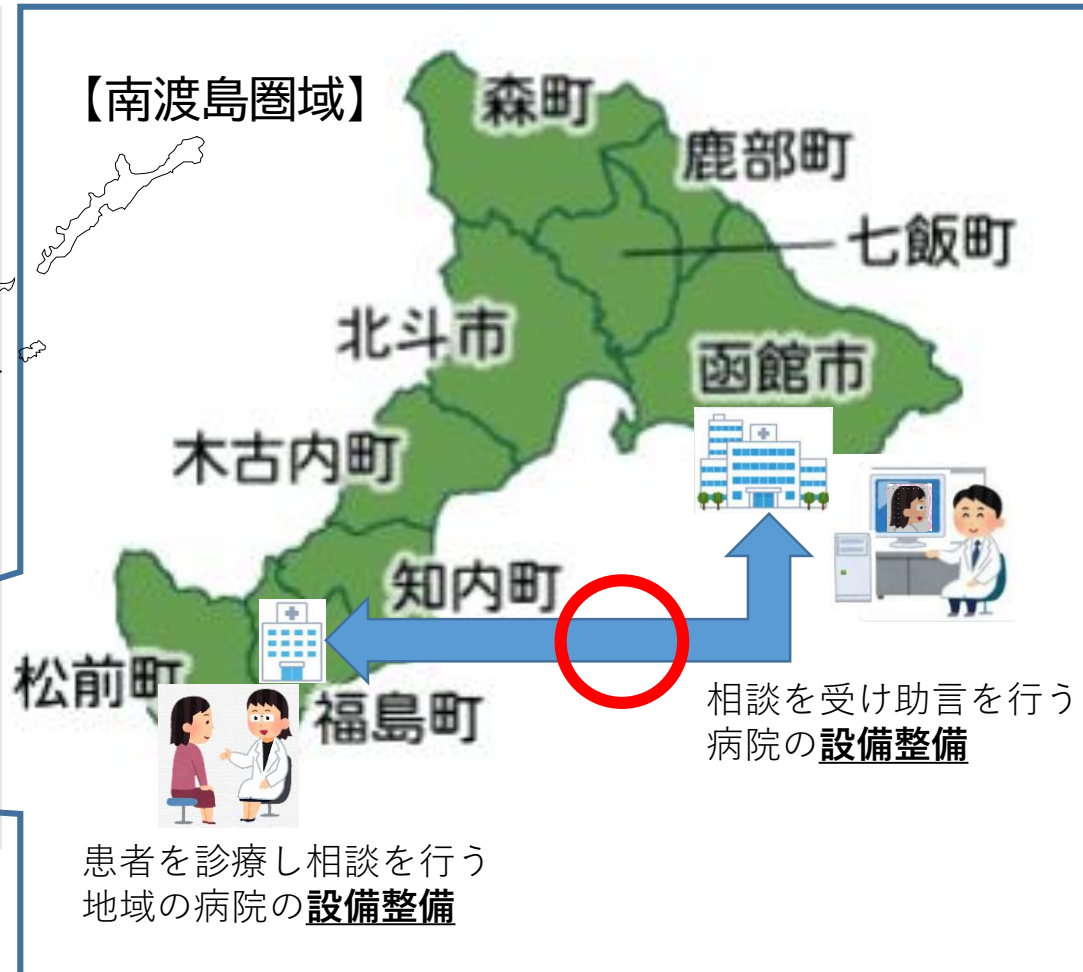 【南渡島圏域】
森町
鹿部町
七飯町
北斗市
函館市
木古内町
知内町
松前町
福島町
相談を受け助言を行う
病院の設備整備
患者を診療し相談を行う
地域の病院の設備整備